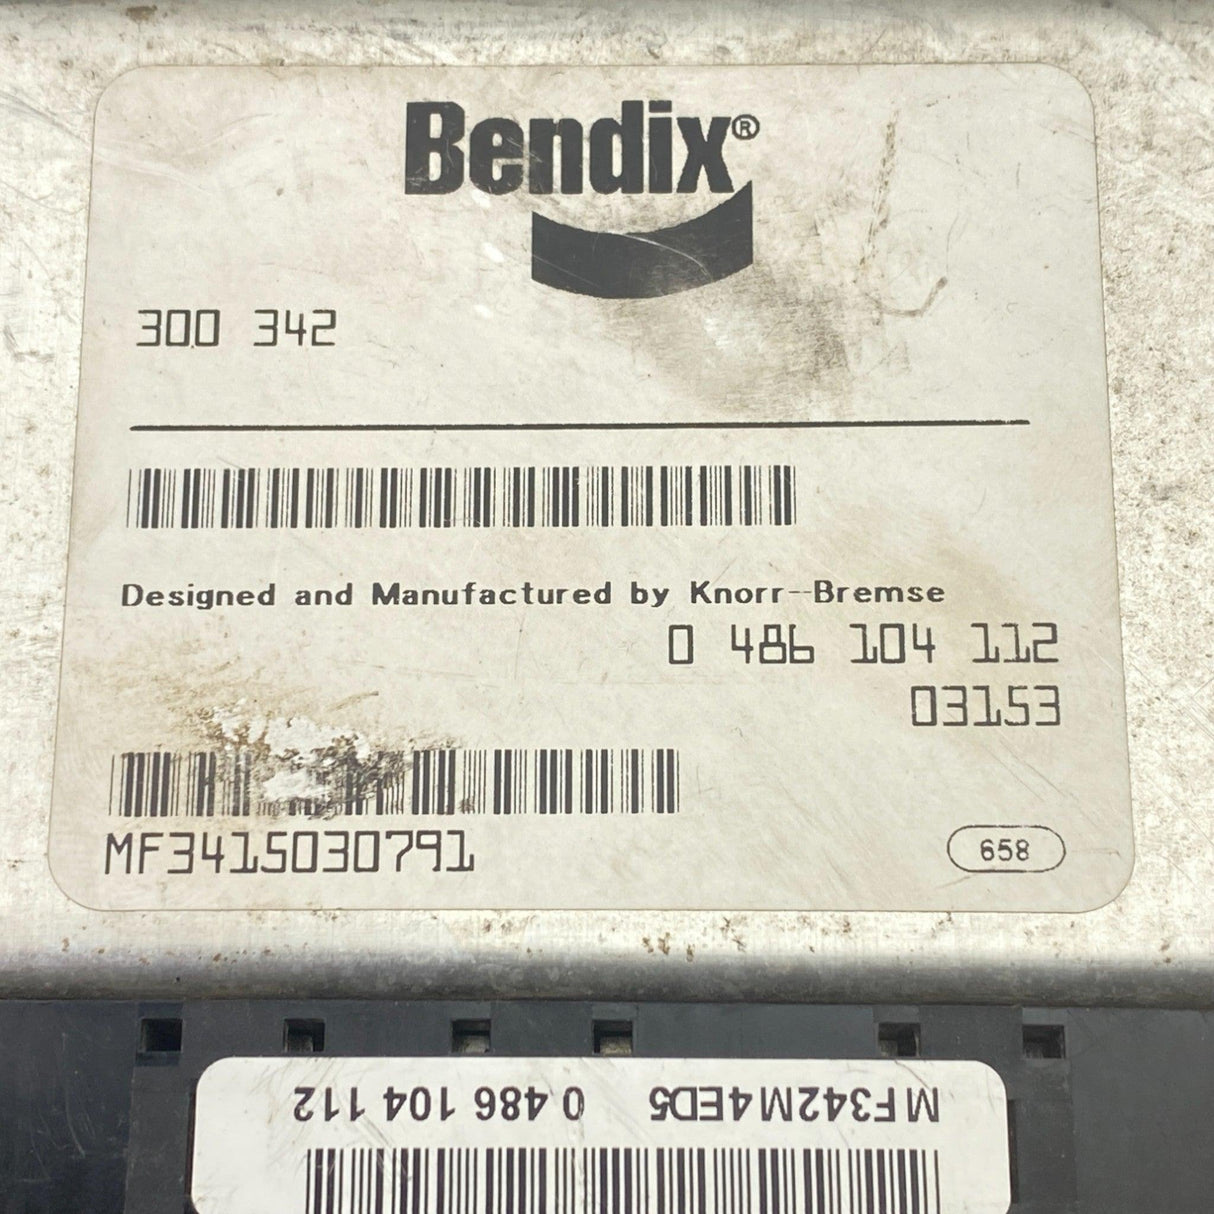 Bendix®
300 342
Designed and Manufactured by Knorr-Bremse
0 486 104 112
03153
MF3415030791
658
MF342M4ED5 0 486 104 112